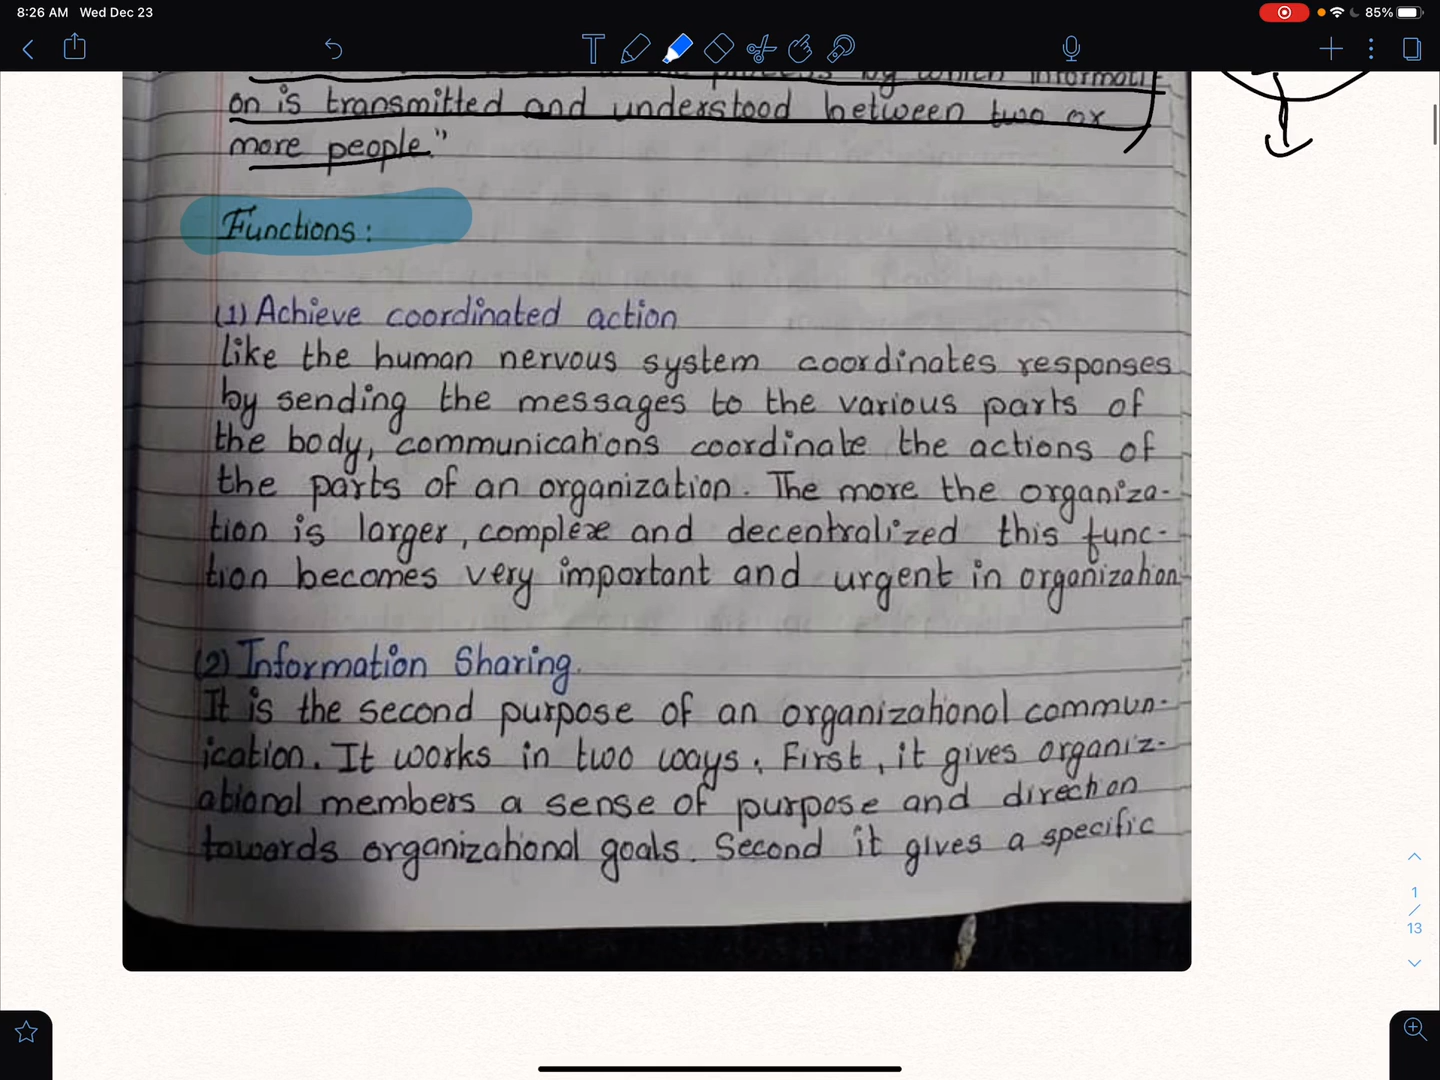 8:26 AM Wed Dec 23
85%
process by which informati-
on is transmitted and understood between two or
more people."
Functions:
(1) Achieve coordinated action
like the human nervous system coordinates responses
by sending the messages to the various parts of
the body, communications coordinate the actions of
the parts of an organization. The more the organiza-
tion is larger, complexe and decentralized this func-
tion becomes very important and urgent in organization
(2) Information Sharing.
It is the second purpose of an organizational commun-
ication. It works in two ways. First, it gives organiz-
ational members a sense of purpose and direction
towards organizational goals. Second it gives a specific
1
/
13